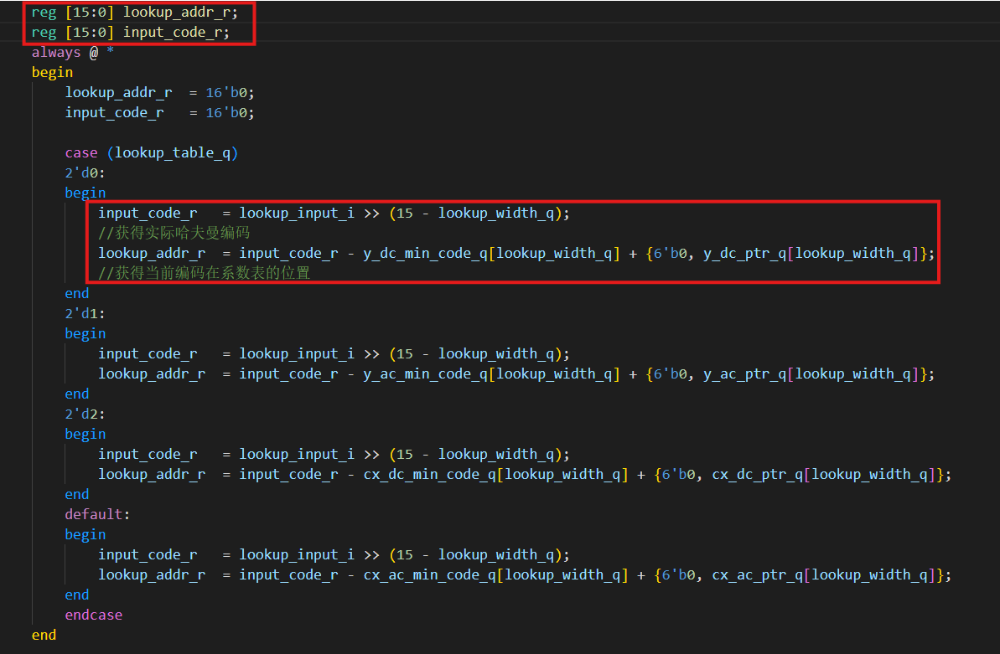 reg [15:0] lookup_addr_r;
reg [15:0] input_code_r;
always @ *
begin
    lookup_addr_r  = 16'b0;
    input_code_r   = 16'b0;

    case (lookup_table_q)
    2'd0:
    begin
        input_code_r   = lookup_input_i >> (15 - lookup_width_q);
        //获得实际哈夫曼编码
        lookup_addr_r  = input_code_r - y_dc_min_code_q[lookup_width_q] + {6'b0, y_dc_ptr_q[lookup_width_q]};
        //获得当前编码在系数表的位置
    end
    2'd1:
    begin
        input_code_r   = lookup_input_i >> (15 - lookup_width_q);
        lookup_addr_r  = input_code_r - y_ac_min_code_q[lookup_width_q] + {6'b0, y_ac_ptr_q[lookup_width_q]};
    end
    2'd2:
    begin
        input_code_r   = lookup_input_i >> (15 - lookup_width_q);
        lookup_addr_r  = input_code_r - cx_dc_min_code_q[lookup_width_q] + {6'b0, cx_dc_ptr_q[lookup_width_q]};
    end
    default:
    begin
        input_code_r   = lookup_input_i >> (15 - lookup_width_q);
        lookup_addr_r  = input_code_r - cx_ac_min_code_q[lookup_width_q] + {6'b0, cx_ac_ptr_q[lookup_width_q]};
    end
    endcase
end